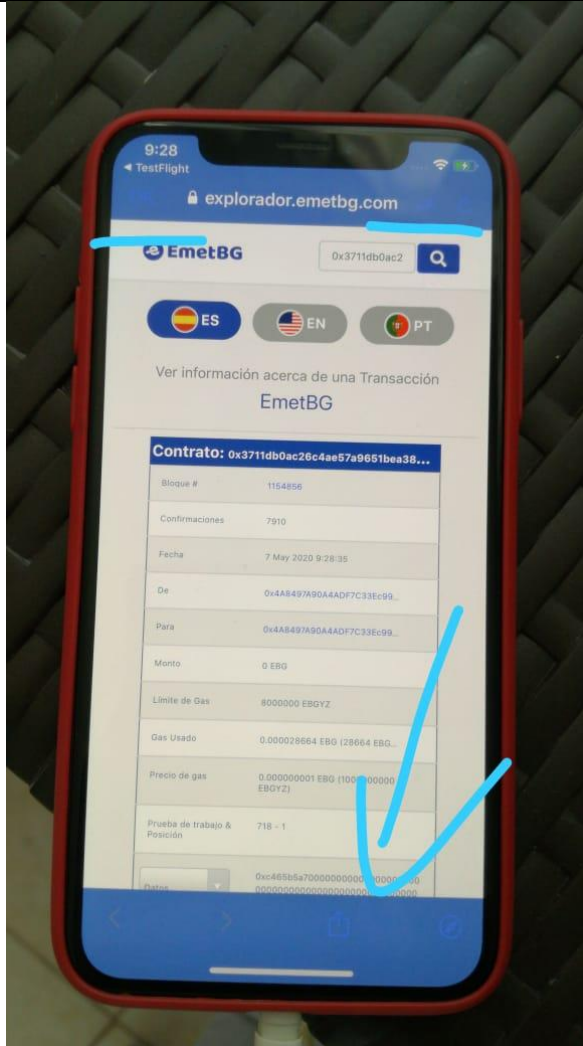 9:28
◀ TestFlight
explorador.emetbg.com
EmetBG
0x3711db0ac2
ES
EN
PT
Ver información acerca de una Transacción
EmetBG
Contrato: 0x3711db0ac26c4ae57a9651bea38...
Bloque # 1154856
Confirmaciones 7910
Fecha 7 May 2020 9:28:35
De 0x4A8497A90A4ADF7C33Ec99...
Para 0x4A8497A90A4ADF7C33Ec99...
Monto 0 EBG
Límite de Gas 8000000 EBGYZ
Gas Usado 0.000028664 EBG (28664 EBG...
Precio de gas 0.000000001 EBG
EBGYZ)
Prueba de trabajo & 718 - 1
Posición
Datos